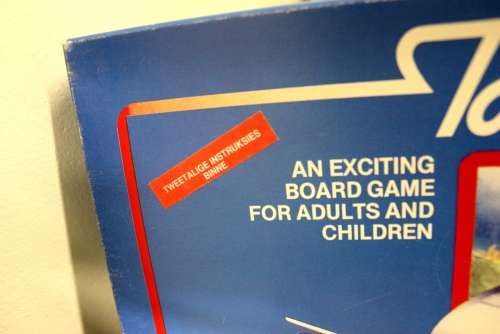 TWEETALIGE INSTRUKSIES
BINNE
AN EXCITING
BOARD GAME
FOR ADULTS AND
CHILDREN